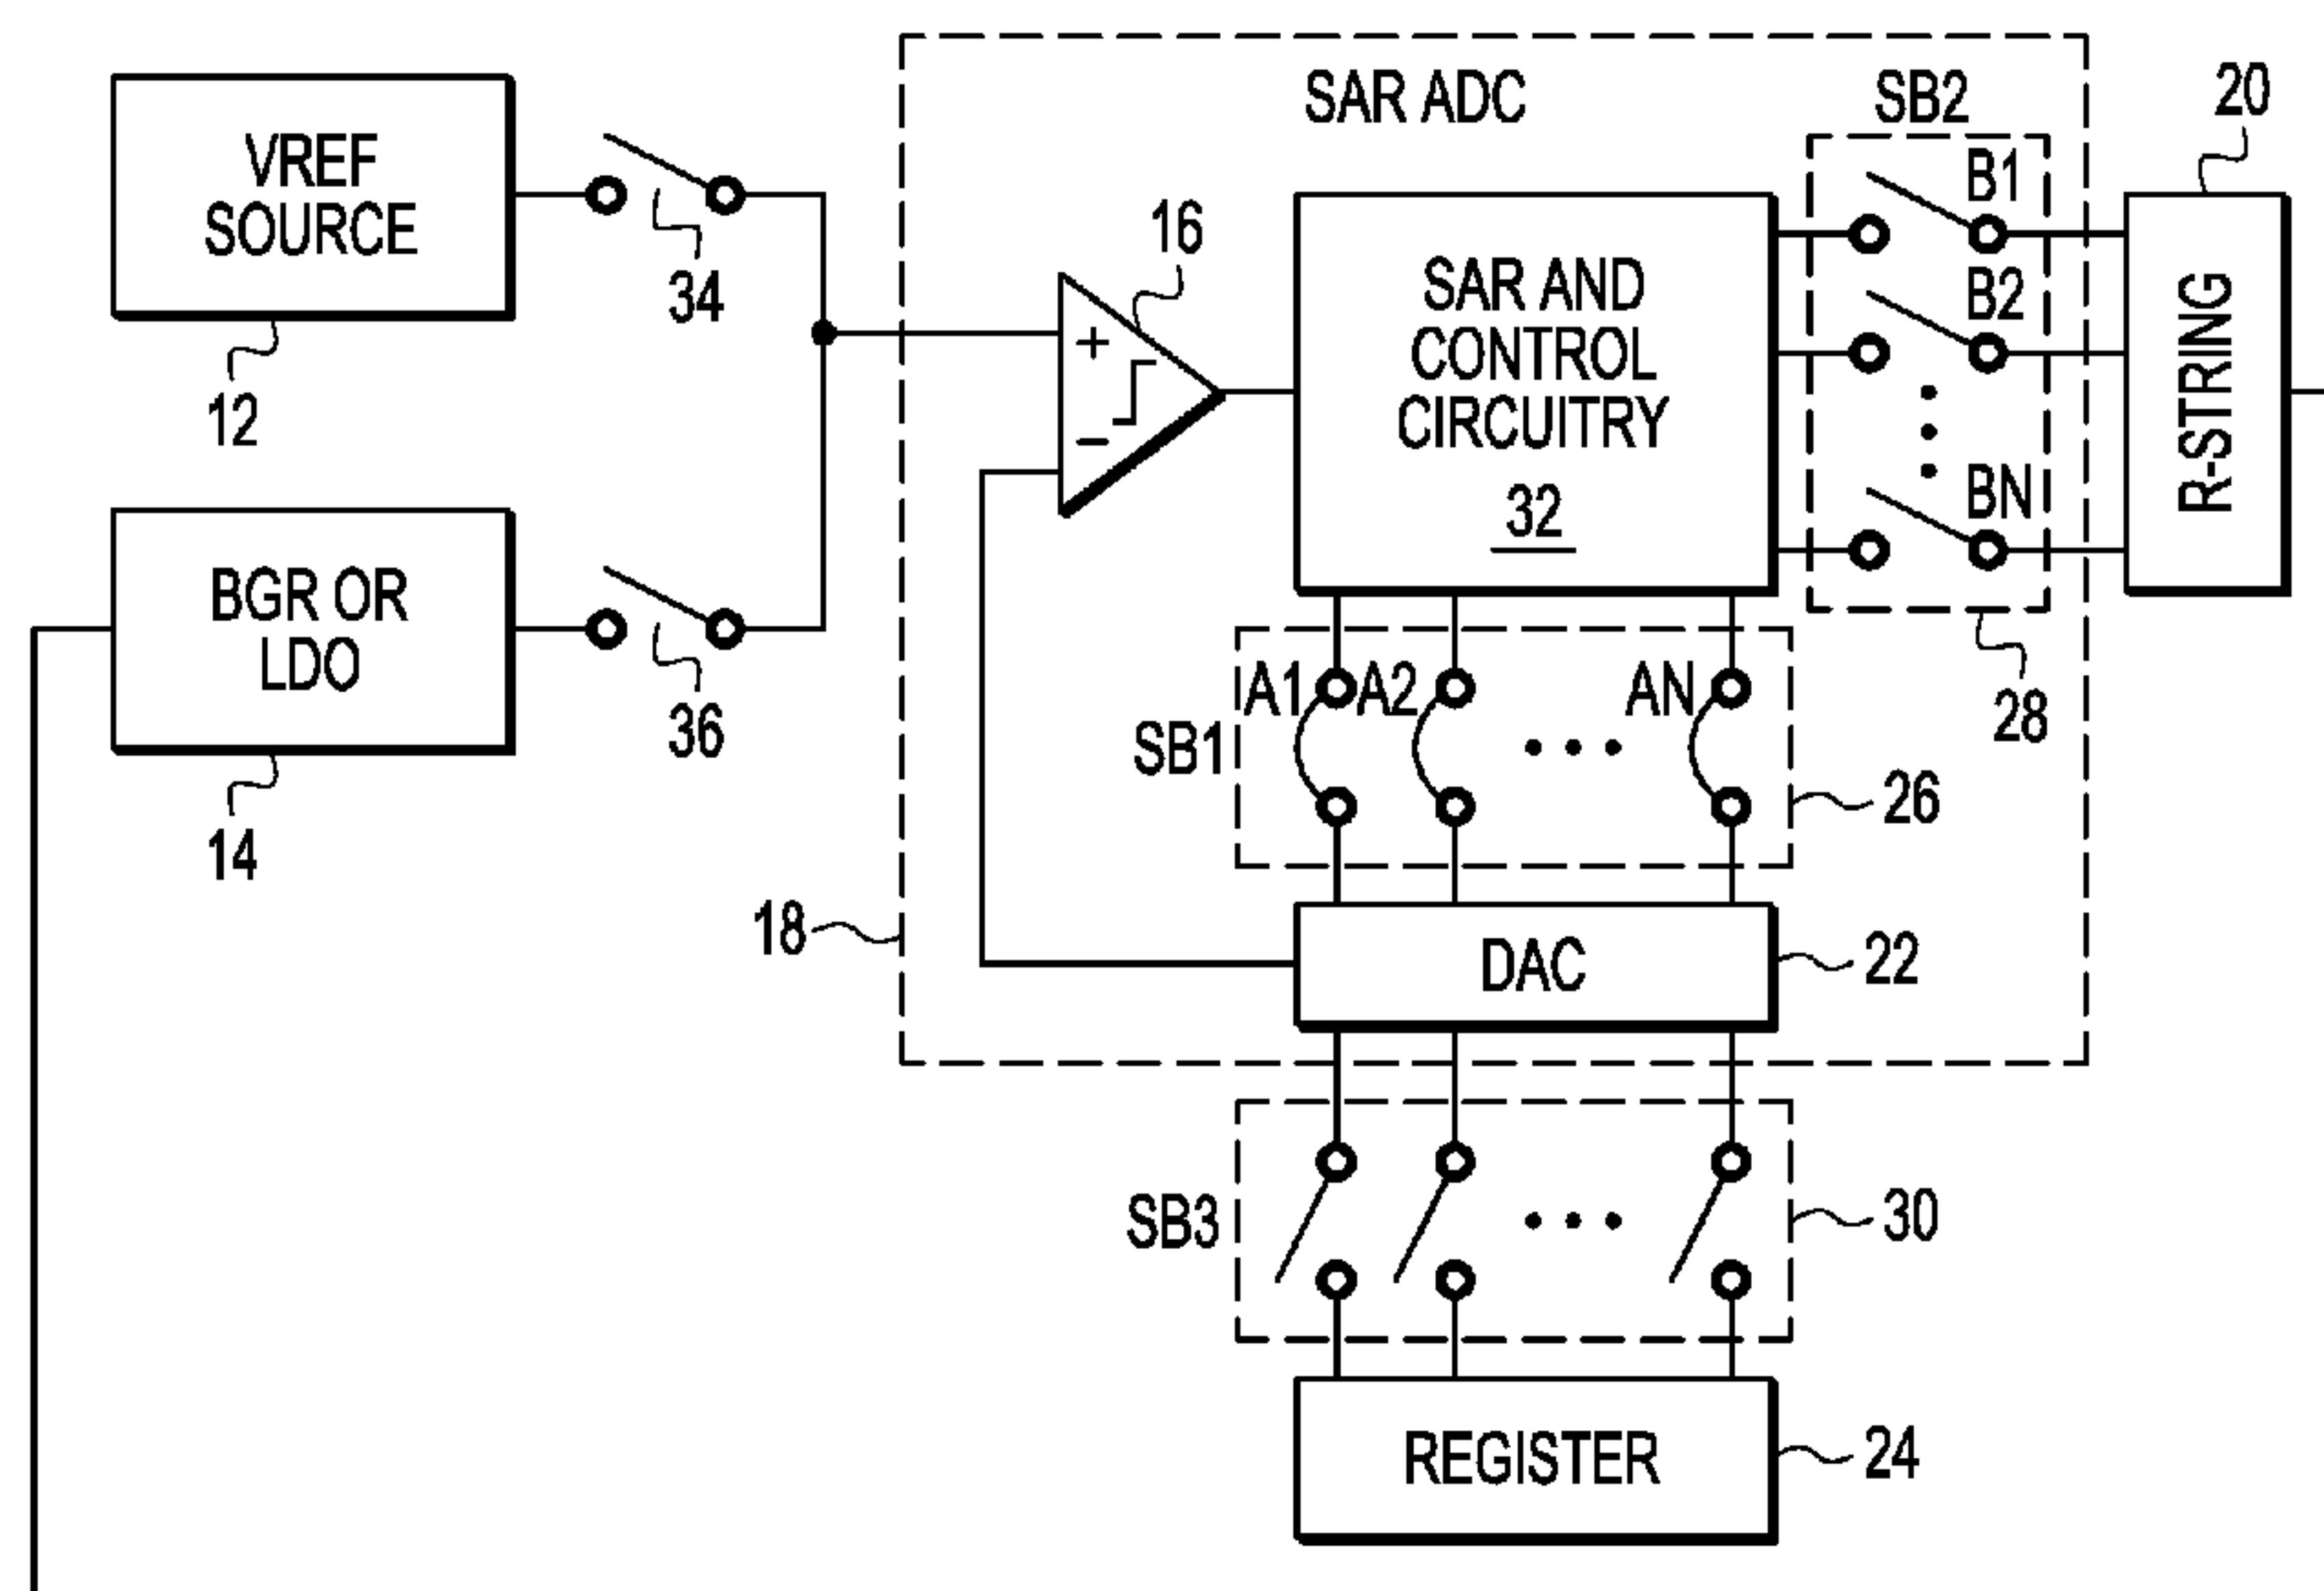 VREF
SOURCE
12
34
BGR OR
LDO
14
36
SAR ADC
16
+
−
SAR AND
CONTROL
CIRCUITRY
32
SB2
B1
B2
BN
28
20
R-STRING
SB1
A1
A2
AN
26
18
DAC
22
SB3
30
REGISTER
24